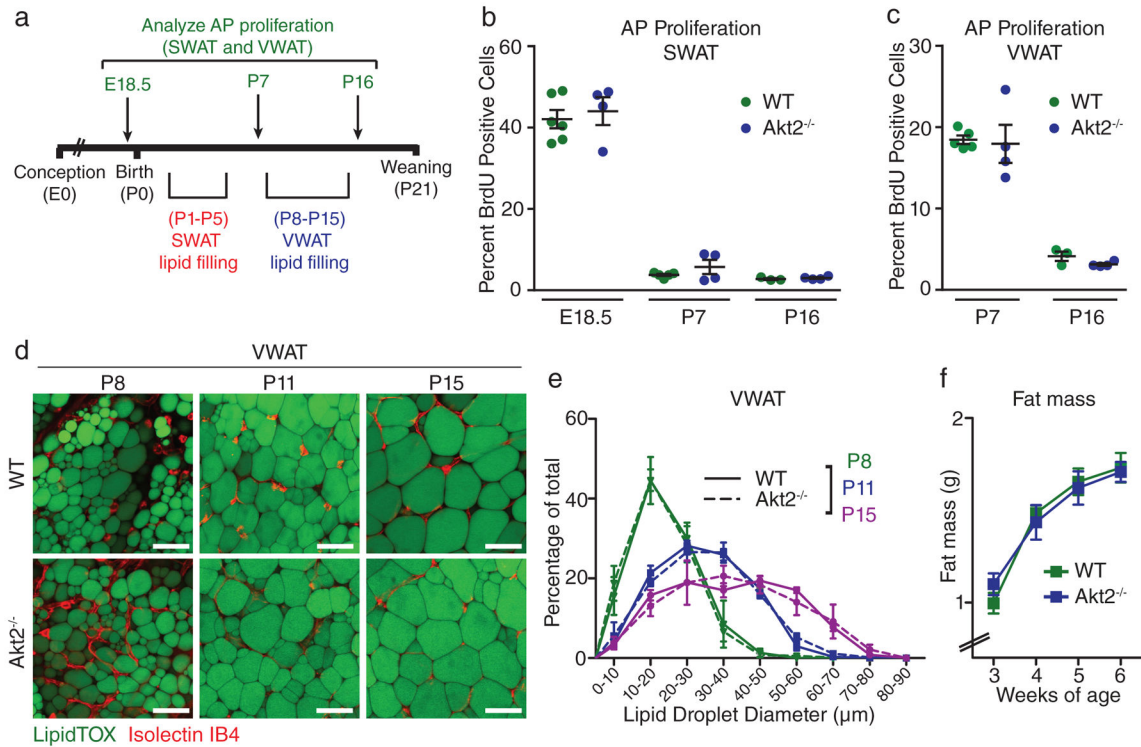 a
Analyze AP proliferation
(SWAT and VWAT)
E18.5
P7
P16
Conception
(E0)
Birth
(P0)
Weaning
(P21)
(P1-P5)
SWAT
lipid filling
(P8-P15)
VWAT
lipid filling
b
AP Proliferation
SWAT
Percent BrdU Positive Cells
60
40
20
0
WT
Akt2-/-
E18.5
P7
P16
c
AP Proliferation
VWAT
Percent BrdU Positive Cells
30
20
10
0
WT
Akt2-/-
P7
P16
d
VWAT
P8
P11
P15
WT
Akt2-/-
LipidTOX Isolectin IB4
e
VWAT
Percentage of total
60
40
20
0
WT
Akt2-/-
P8
P11
P15
0-10
10-20
20-30
30-40
40-50
50-60
60-70
70-80
80-90
Lipid Droplet Diameter (µm)
f
Fat mass
Fat mass (g)
2
1
WT
Akt2-/-
3 4 5 6
Weeks of age